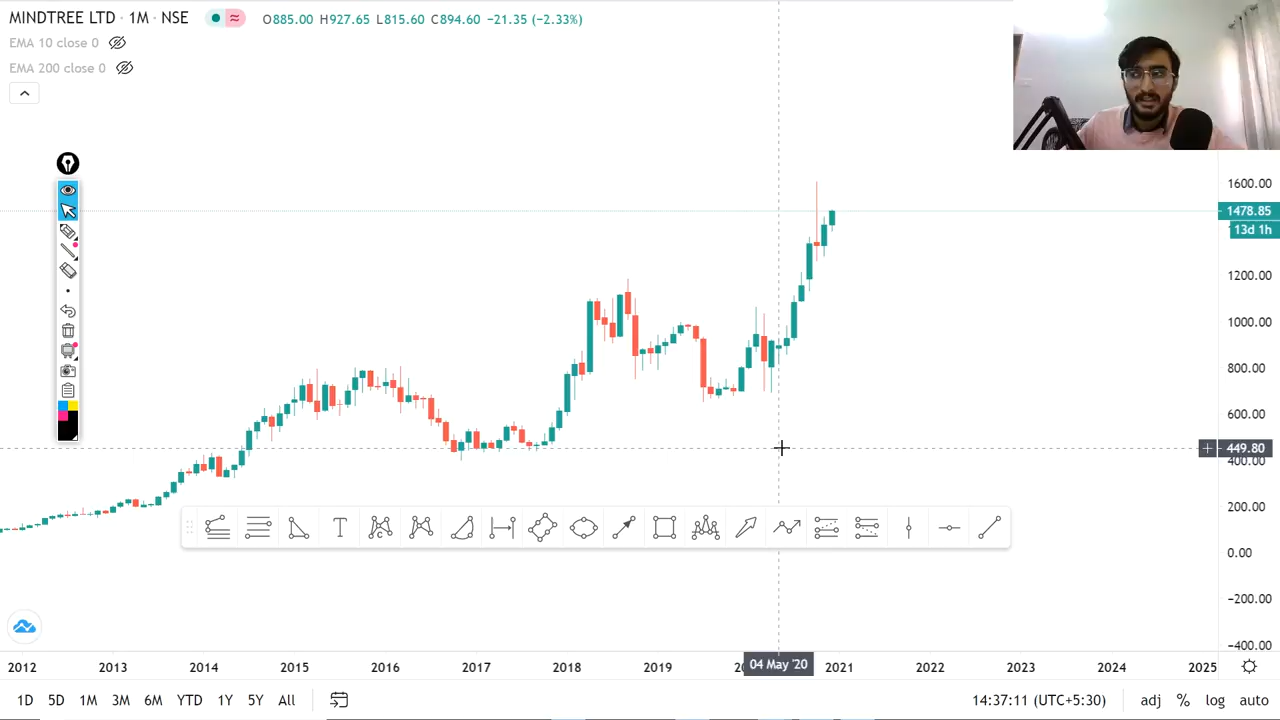 MINDTREE LTD · 1M · NSE
O885.00 H927.65 L815.60 C894.60 −21.35 (−2.33%)
EMA 10 close 0
EMA 200 close 0
1600.00
1478.85
13d 1h
1200.00
1000.00
800.00
600.00
449.80
400.00
200.00
0.00
−200.00
−400.00
T
2012 2013 2014 2015 2016 2017 2018 2019 04 May '20 2021 2022 2023 2024 2025
1D 5D 1M 3M 6M YTD 1Y 5Y All 14:37:11 (UTC+5:30) adj % log auto